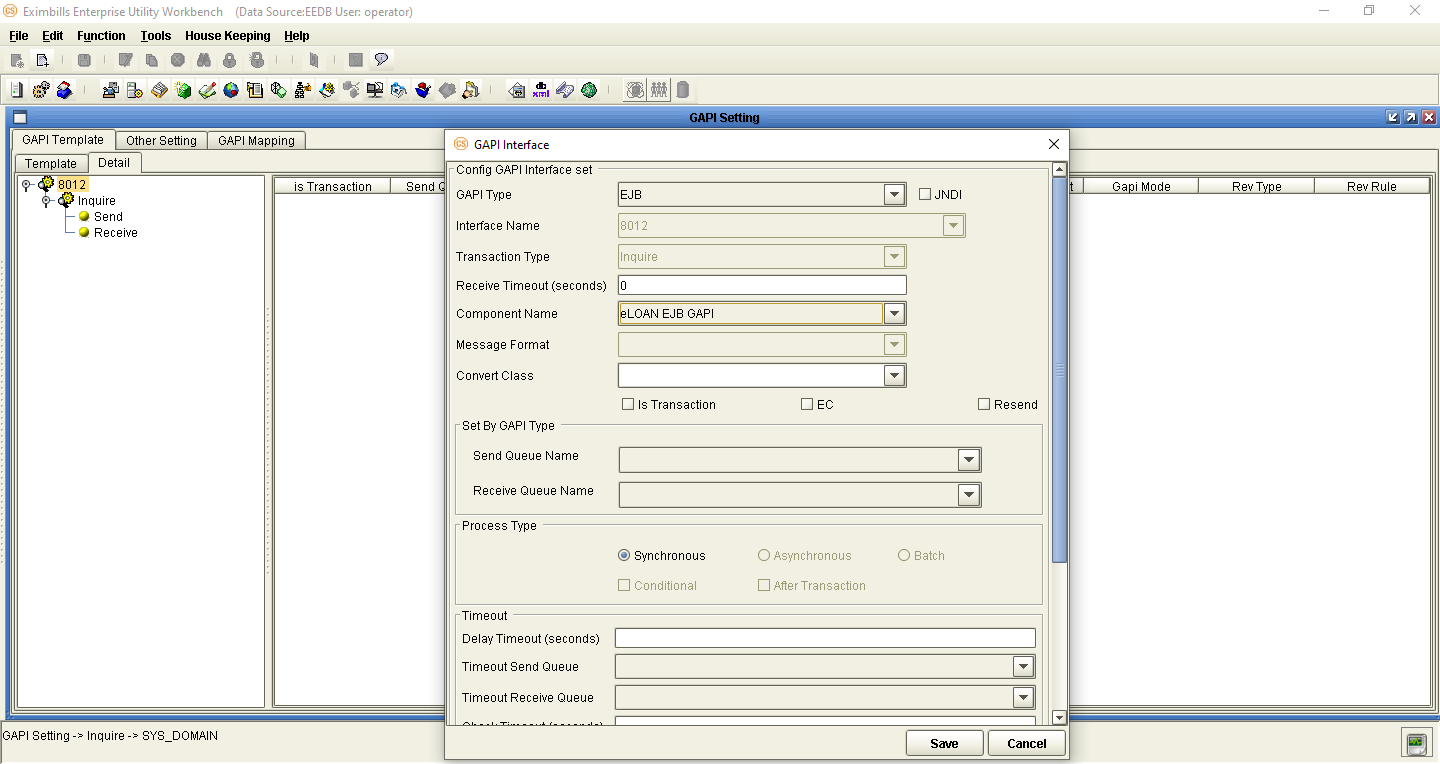 Eximbills Enterprise Utility Workbench (Data Source:EEDB User: operator)
File Edit Function Tools House Keeping Help
xml
GAPI Setting
GAPI Template Other Setting GAPI Mapping
Template Detail
8012
Inquire
Send
Receive
is Transaction Send Q
t Gapi Mode Rev Type Rev Rule
GAPI Interface
Config GAPI Interface set
GAPI Type EJB JNDI
Interface Name 8012
Transaction Type Inquire
Receive Timeout (seconds) 0
Component Name eLOAN EJB GAPI
Message Format
Convert Class
Is Transaction EC Resend
Set By GAPI Type
Send Queue Name
Receive Queue Name
Process Type
Synchronous Asynchronous Batch
Conditional After Transaction
Timeout
Delay Timeout (seconds)
Timeout Send Queue
Timeout Receive Queue
Check Timeout (seconds)
Save Cancel
GAPI Setting -> Inquire -> SYS_DOMAIN